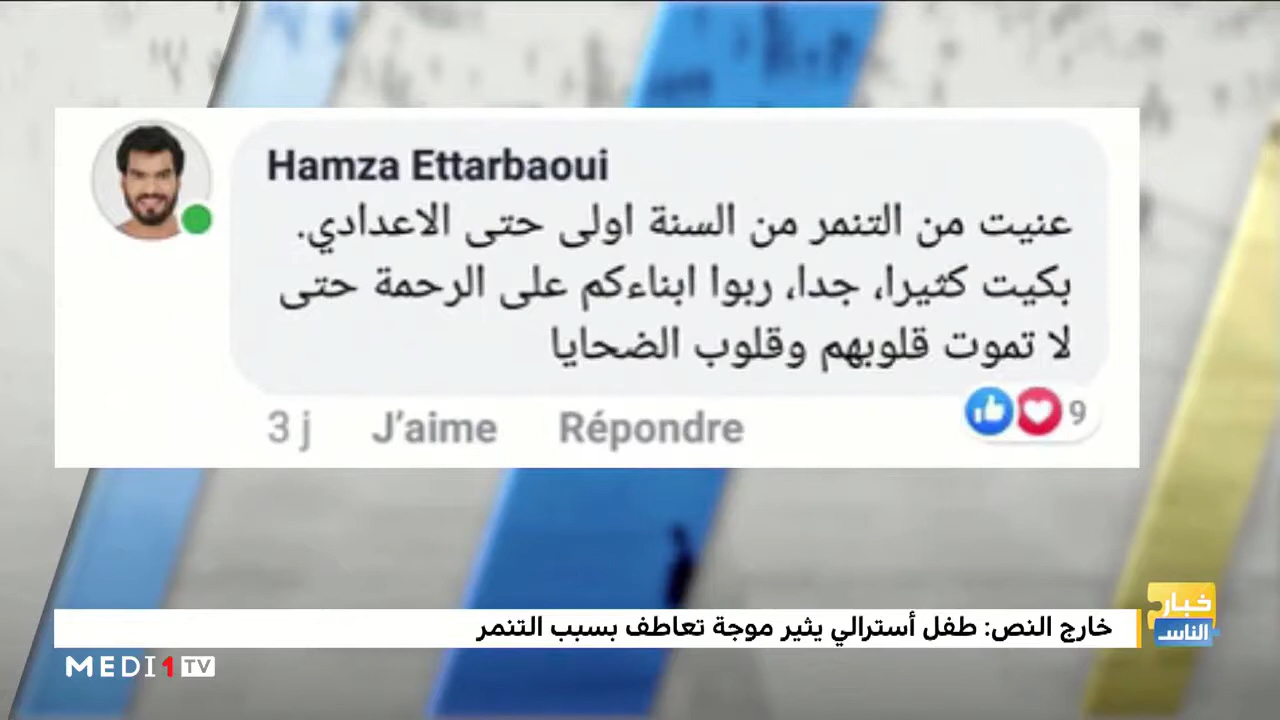 Hamza Ettarbaoui
عنيت من التنمر من السنة اولى حتى الاعدادي.
بكيت كثيرا، جدا، ربوا ابناءكم على الرحمة حتى
لا تموت قلوبهم وقلوب الضحايا
3 j J’aime Répondre 9
خبار
الناس
خارج النص: طفل أسترالي يثير موجة تعاطف بسبب التنمر
MEDI1TV